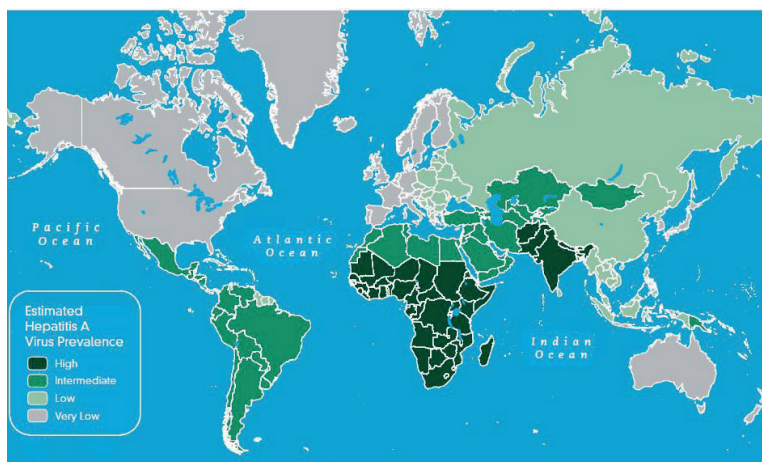 Pacific
Ocean
Atlantic
Ocean
Indian
Ocean
Estimated
Hepatitis A
Virus Prevalence
High
Intermediate
Low
Very Low